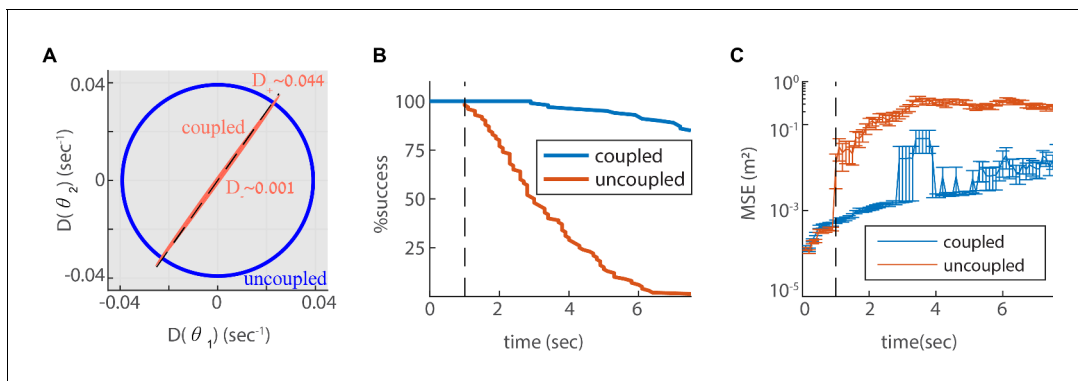 A
0.04
0
-0.04
-0.04
0
0.04
D(θ₂) (sec⁻¹)
D(θ₁) (sec⁻¹)
D₊~0.044
coupled
D₋~0.001
uncoupled
B
100
75
50
25
0
2
4
6
%success
time (sec)
coupled
uncoupled
C
10⁰
10⁻¹
10⁻³
10⁻⁵
0
2
4
6
MSE (m²)
time(sec)
coupled
uncoupled